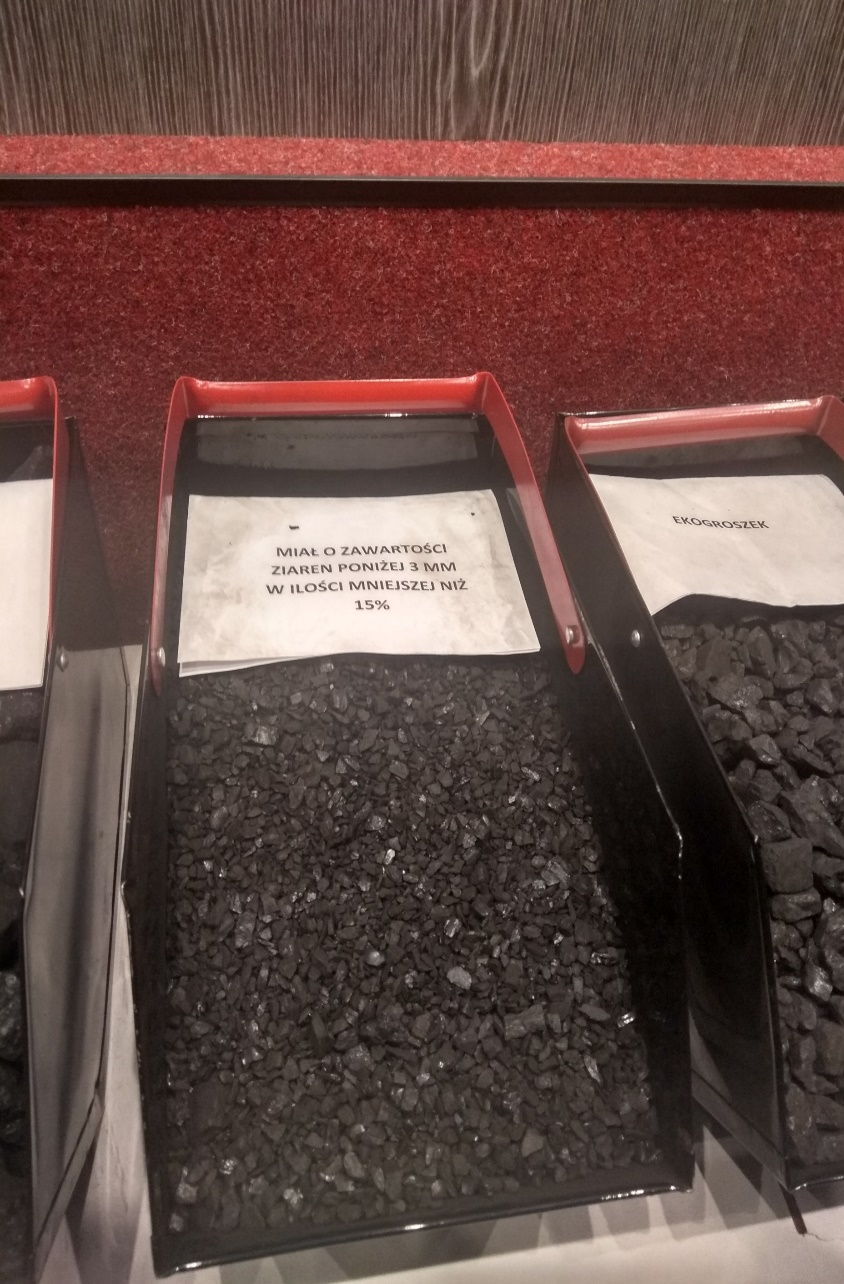 MIAŁ O ZAWARTOŚCI
ZIAREN PONIŻEJ 3 MM
W ILOŚCI MNIEJSZEJ NIŻ
15%
EKOGROSZEK